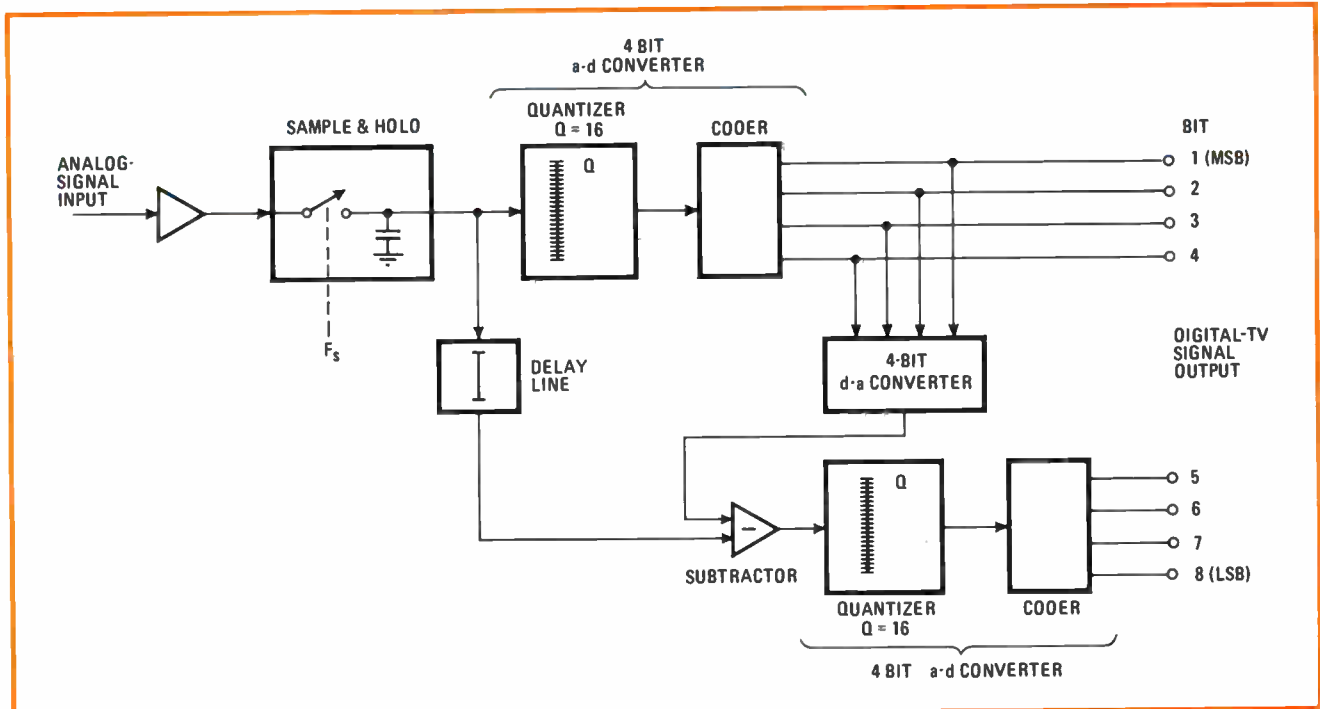 4 BIT
a-d CONVERTER
QUANTIZER
Q = 16
SAMPLE & HOLO
COOER
BIT
ANALOG-
SIGNAL
INPUT
Q
1 (MSB)
2
3
4
Fs
DELAY
LINE
4-BIT
d-a CONVERTER
OIGITAL-TV
SIGNAL
OUTPUT
Q
5
6
7
8 (LSB)
−
SUBTRACTOR
QUANTIZER
Q = 16
COOER
4 BIT a-d CONVERTER